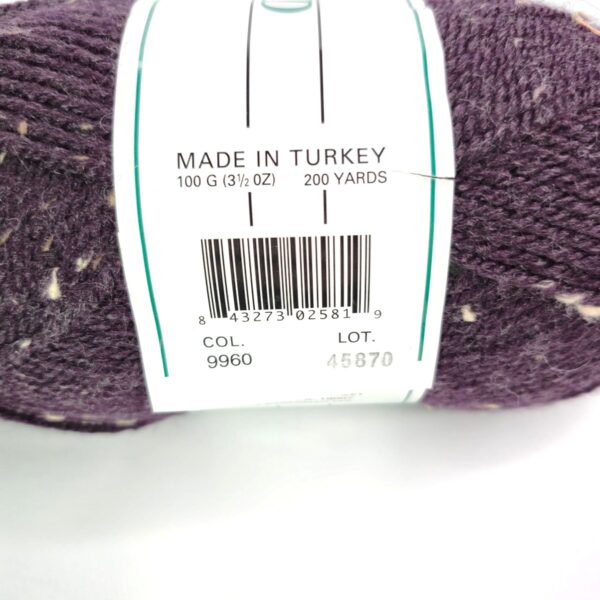 MADE IN TURKEY
100 G (3½ OZ) 200 YARDS
8 43273 02581 9
COL. LOT.
9960 45870